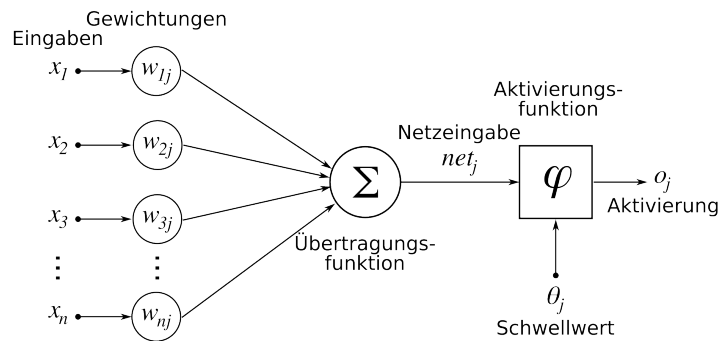 Gewichtungen
Eingaben
x1
w1j
x2
w2j
x3
w3j
⋮ ⋮
xn
wnj
Σ
Übertragungs-
funktion
Netzeingabe
netj
Aktivierungs-
funktion
φ
oj
Aktivierung
θj
Schwellwert